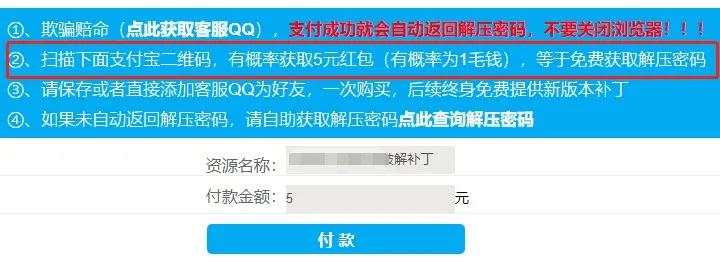 ①、欺骗赔命（点此获取客服QQ），支付成功就会自动返回解压密码，不要关闭浏览器！！！
②、扫描下面支付宝二维码，有概率获取5元红包（有概率为1毛钱），等于免费获取解压密码
③、请保存或者直接添加客服QQ为好友，一次购买，后续终身免费提供新版本补丁
④、如果未自动返回解压密码，请自助获取解压密码点此查询解压密码
资源名称： 破解补丁
付款金额： 5 元
付 款